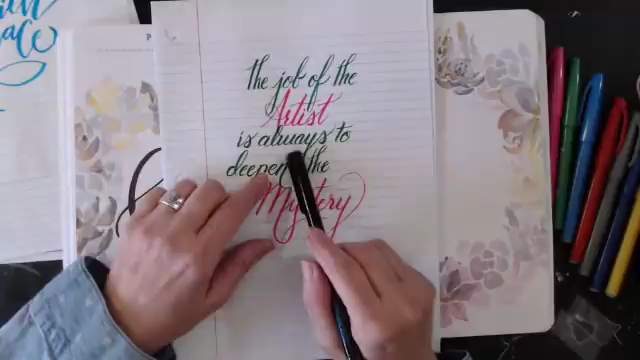 the job of the
Artist
is always to
deepen the
Mystery